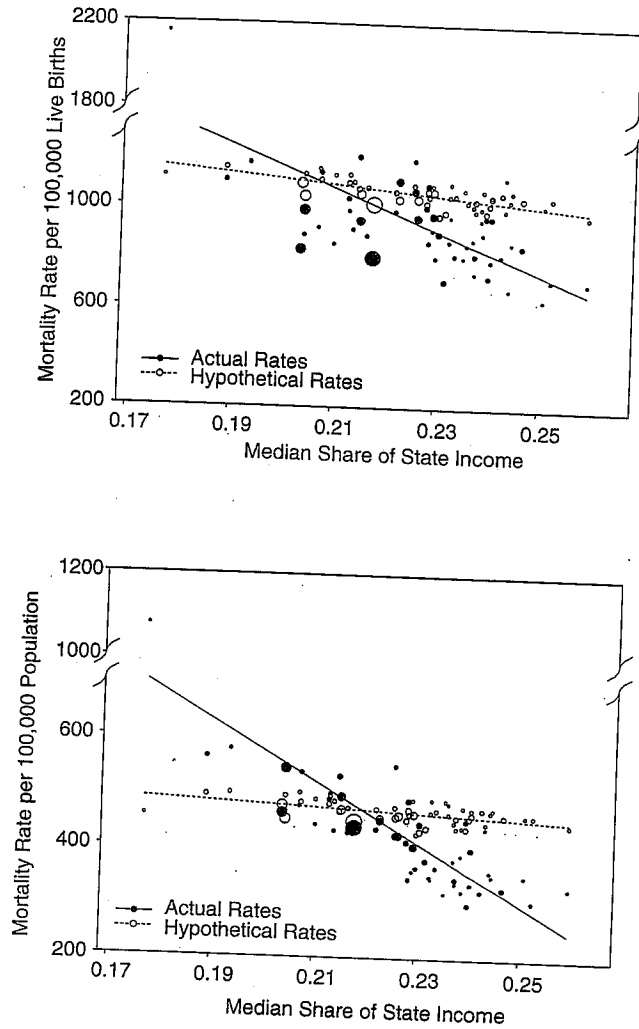 Mortality Rate per 100,000 Live Births
2200
1800
1000
600
200
Actual Rates
Hypothetical Rates
0.17 0.19 0.21 0.23 0.25
Median Share of State Income
Mortality Rate per 100,000 Population
1200
1000
600
400
200
Actual Rates
Hypothetical Rates
0.17 0.19 0.21 0.23 0.25
Median Share of State Income